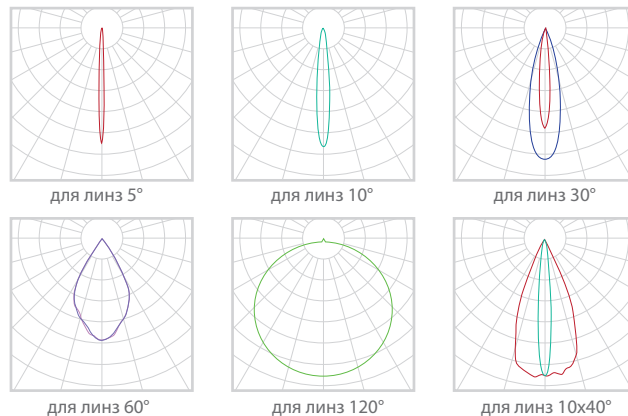 для линз 5°
для линз 10°
для линз 30°
для линз 60°
для линз 120°
для линз 10x40°